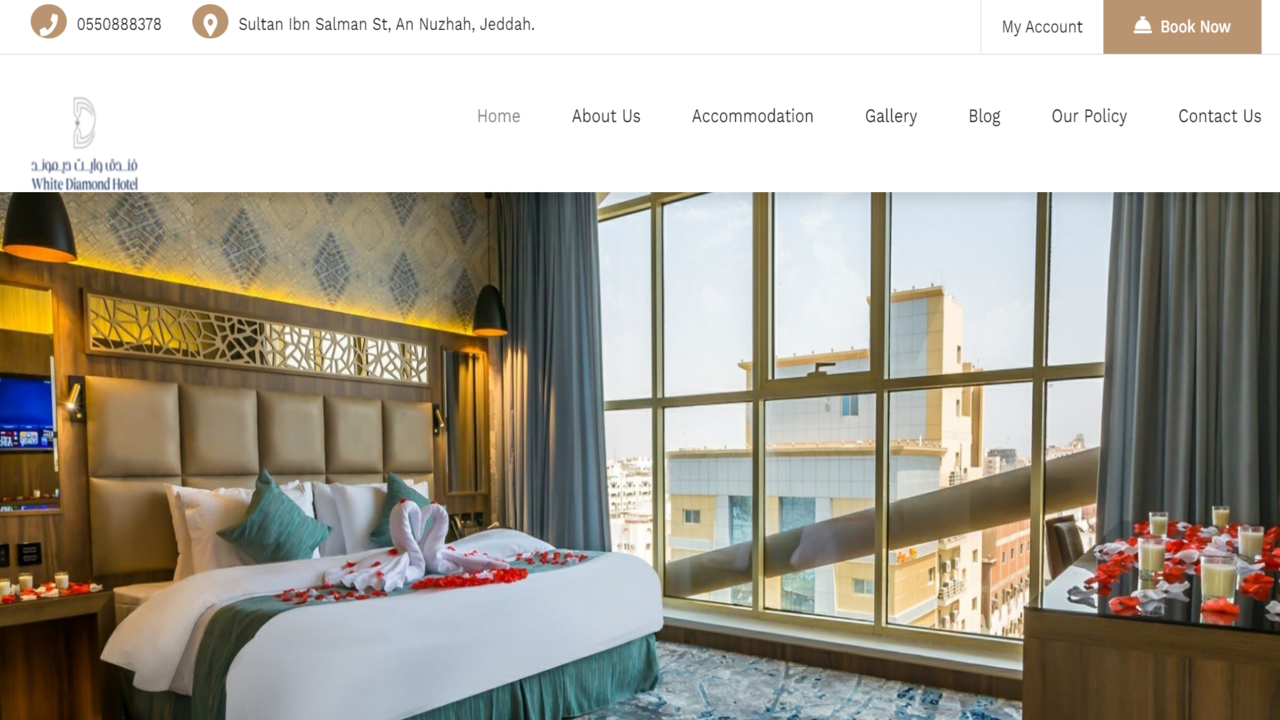 0550888378
Sultan Ibn Salman St, An Nuzhah, Jeddah.
My Account
Book Now
فندق وايت ديموند
White Diamond Hotel
Home
About Us
Accommodation
Gallery
Blog
Our Policy
Contact Us